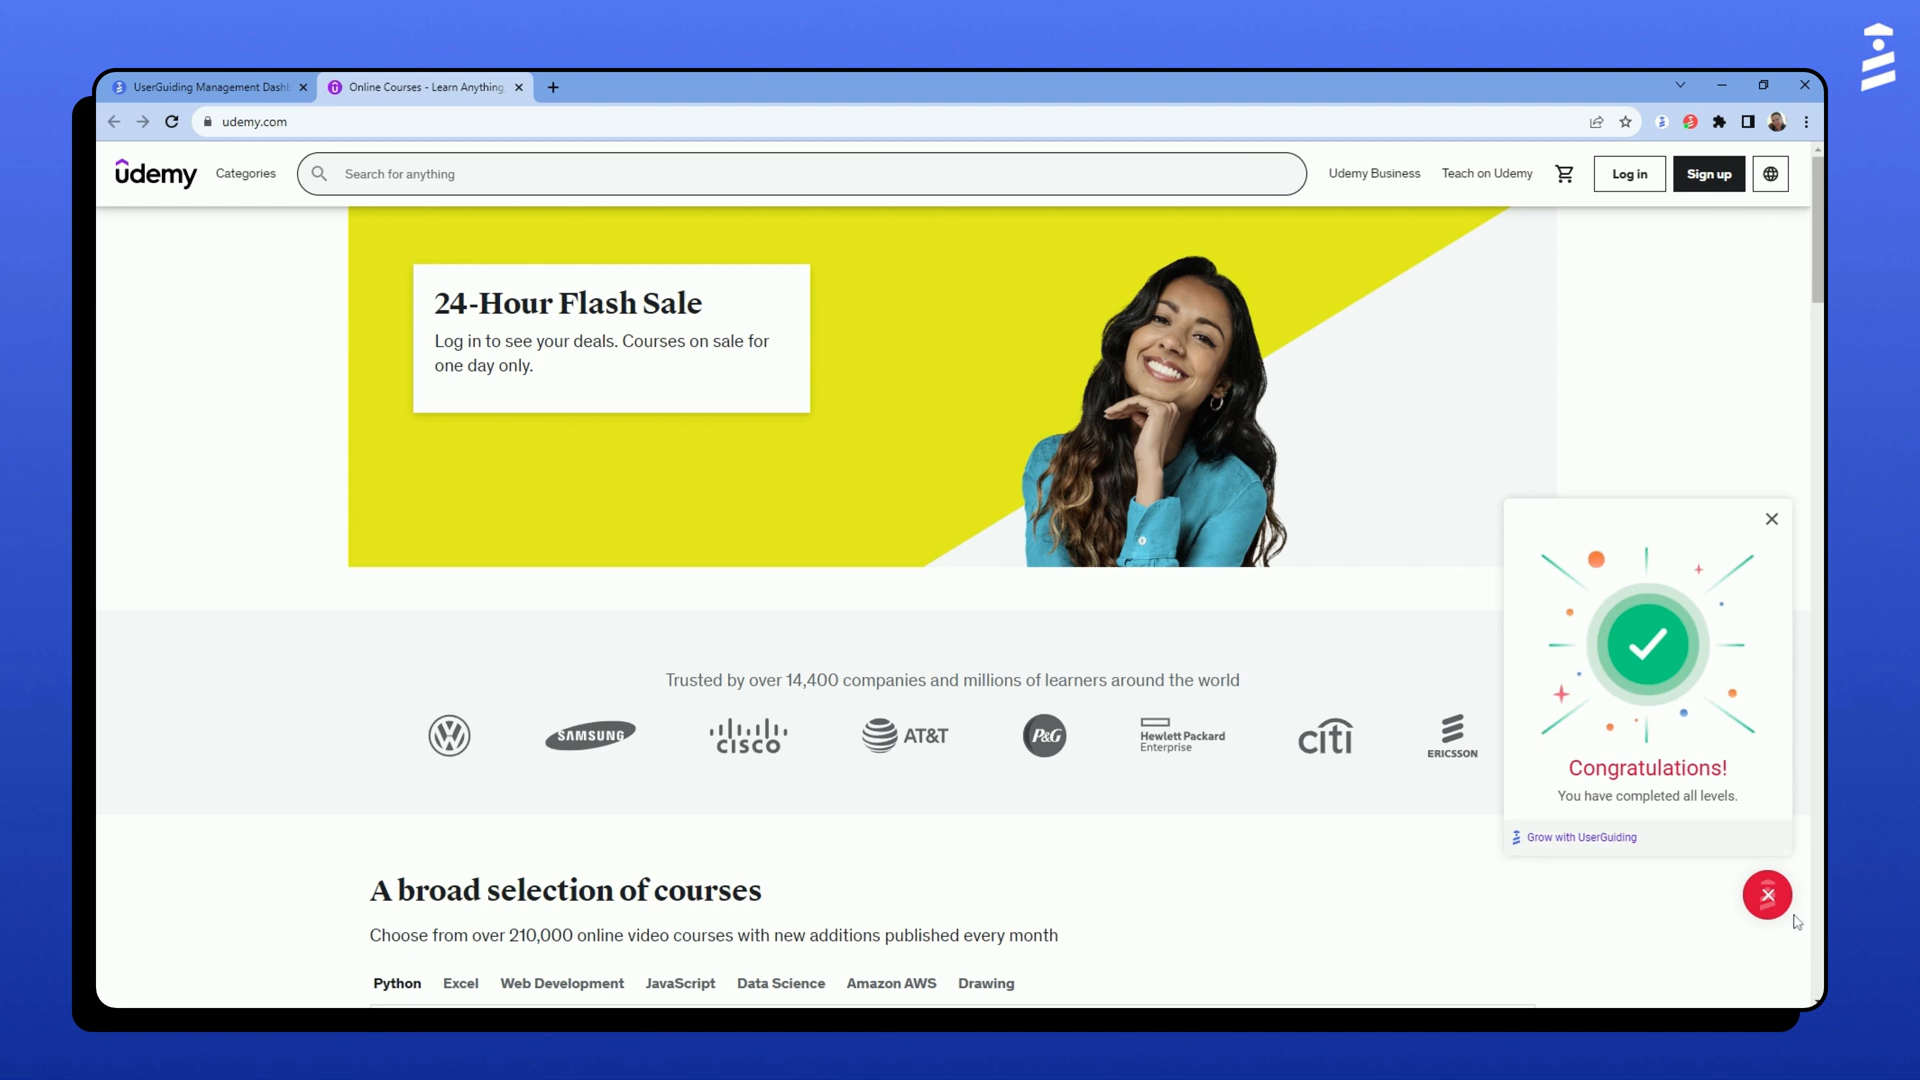 UserGuiding Management Dashb
Online Courses - Learn Anything,
udemy.com
udemy
Categories
Search for anything
Udemy Business
Teach on Udemy
Log in
Sign up
24-Hour Flash Sale
Log in to see your deals. Courses on sale for
one day only.
Trusted by over 14,400 companies and millions of learners around the world
SAMSUNG
CISCO
AT&T
P&G
Hewlett Packard
Enterprise
citi
ERICSSON
Congratulations!
You have completed all levels.
Grow with UserGuiding
A broad selection of courses
Choose from over 210,000 online video courses with new additions published every month
Python
Excel
Web Development
JavaScript
Data Science
Amazon AWS
Drawing